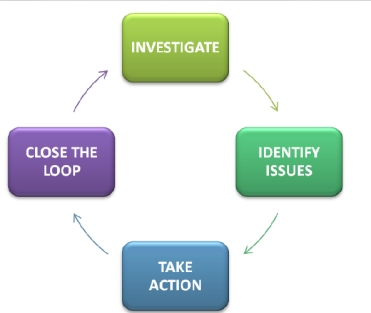 INVESTIGATE
IDENTIFY
ISSUES
TAKE
ACTION
CLOSE THE
LOOP